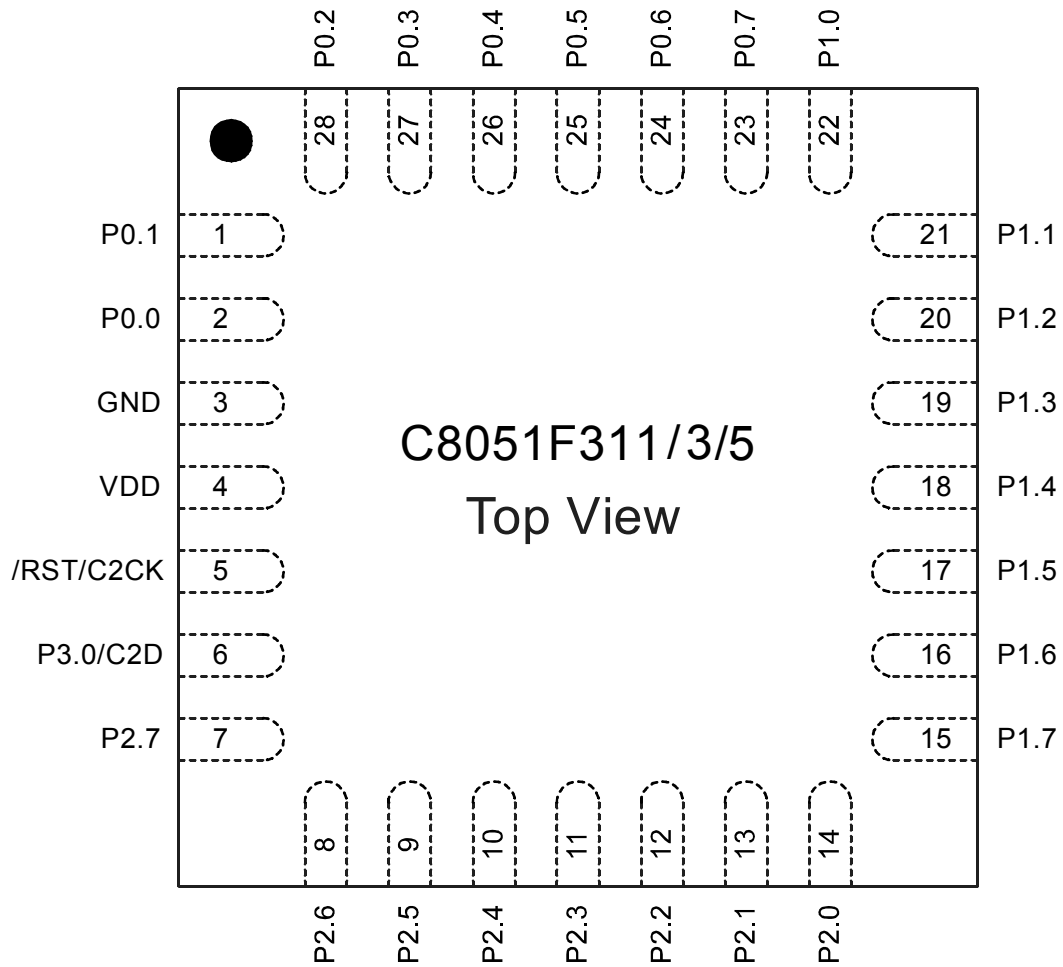 P0.2 P0.3 P0.4 P0.5 P0.6 P0.7 P1.0
28 27 26 25 24 23 22
P0.1 1 21 P1.1
P0.0 2 20 P1.2
GND 3 19 P1.3
C8051F311/3/5
VDD 4 18 P1.4
Top View
/RST/C2CK 5 17 P1.5
P3.0/C2D 6 16 P1.6
P2.7 7 15 P1.7
8 9 10 11 12 13 14
P2.6 P2.5 P2.4 P2.3 P2.2 P2.1 P2.0